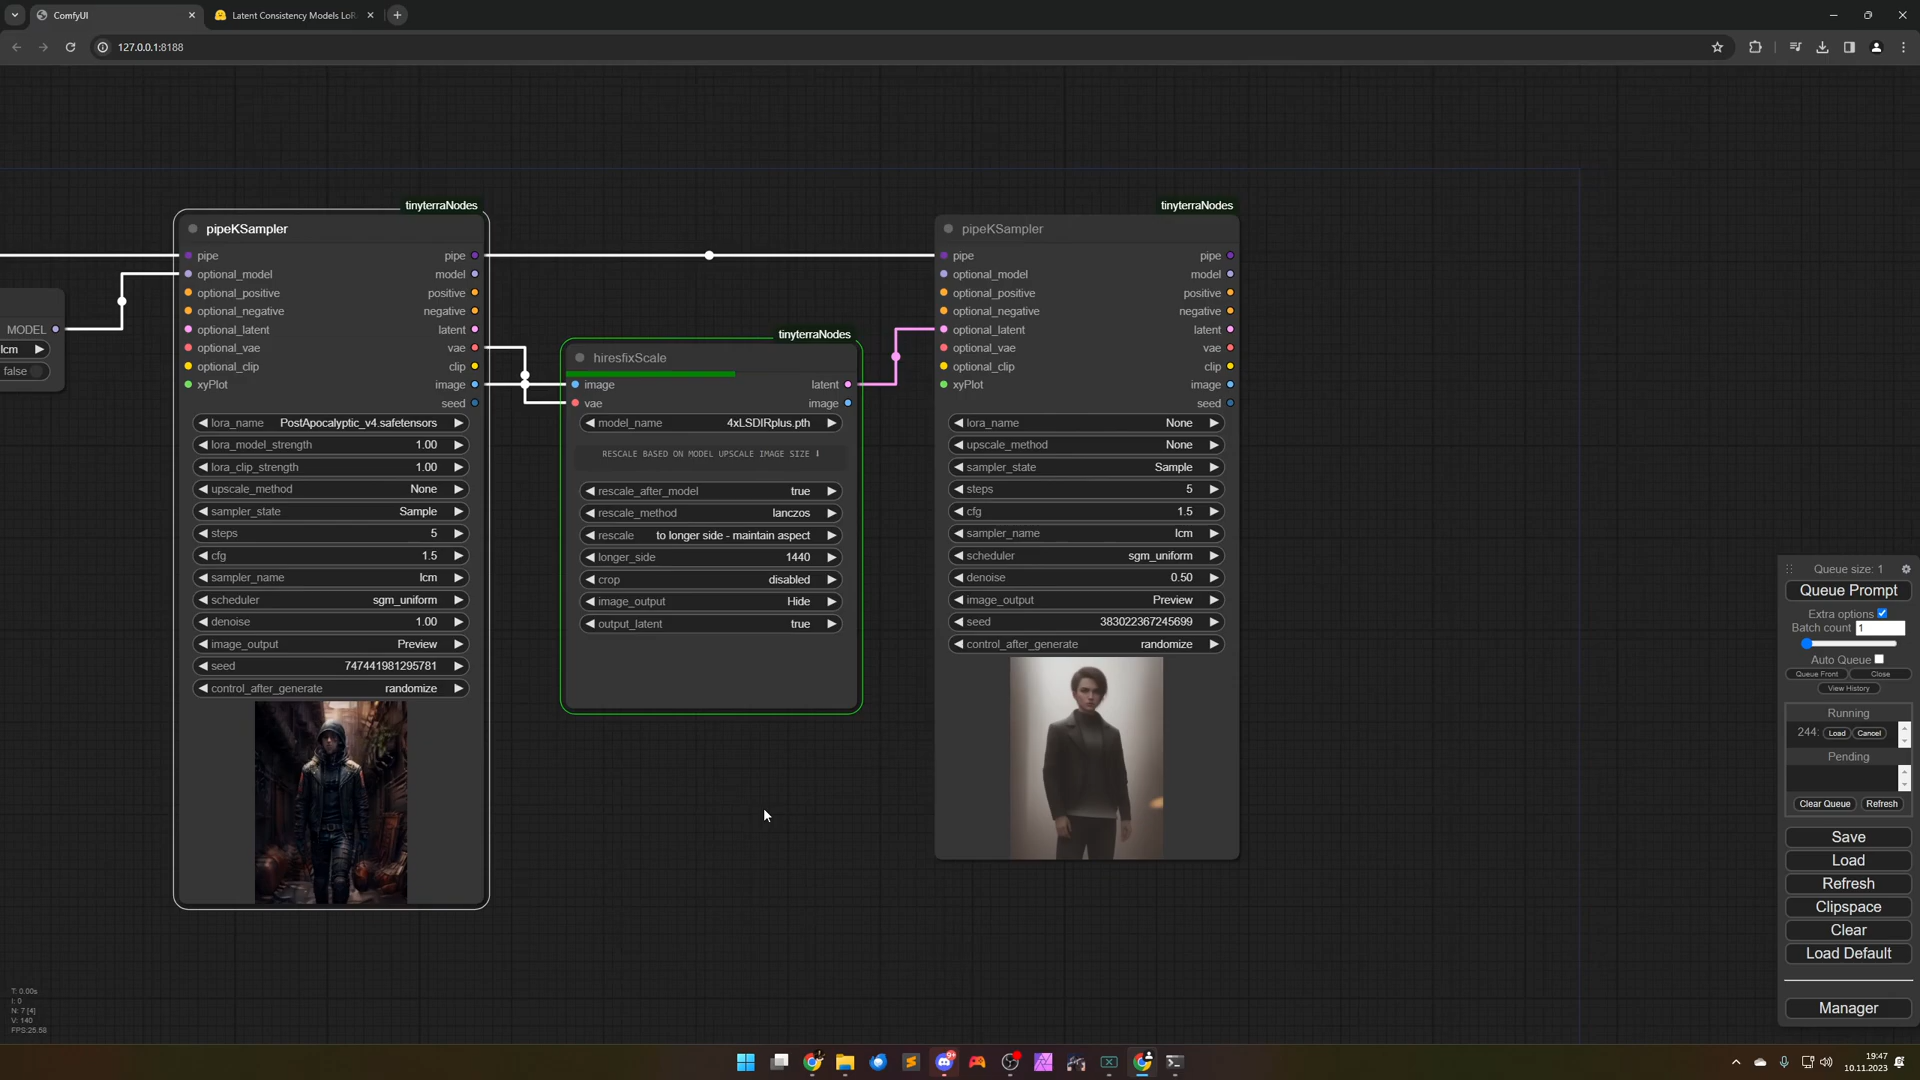 ComfyUI
Latent Consistency Models LoR
127.0.0.1:8188
tinyterraNodes
pipeKSampler
pipe pipe
optional_model model
optional_positive positive
optional_negative negative
optional_latent latent
optional_vae vae
optional_clip clip
xyPlot image
seed
lora_name PostApocalyptic_v4.safetensors
lora_model_strength 1.00
lora_clip_strength 1.00
upscale_method None
sampler_state Sample
steps 5
cfg 1.5
sampler_name lcm
scheduler sgm_uniform
denoise 1.00
image_output Preview
seed 747441981295781
control_after_generate randomize
MODEL
lcm
false
tinyterraNodes
hiresfixScale
image latent
vae image
model_name 4xLSDIRplus.pth
RESCALE BASED ON MODEL UPSCALE IMAGE SIZE ⬇
rescale_after_model true
rescale_method lanczos
rescale to longer side - maintain aspect
longer_side 1440
crop disabled
image_output Hide
output_latent true
tinyterraNodes
pipeKSampler
pipe pipe
optional_model model
optional_positive positive
optional_negative negative
optional_latent latent
optional_vae vae
optional_clip clip
xyPlot image
seed
lora_name None
upscale_method None
sampler_state Sample
steps 5
cfg 1.5
sampler_name lcm
scheduler sgm_uniform
denoise 0.50
image_output Preview
seed 383022367245699
control_after_generate randomize
Queue size: 1
Queue Prompt
Extra options
Batch count 1
Auto Queue
Queue Front Close
View History
Running
244: Load Cancel
Pending
Clear Queue Refresh
Save
Load
Refresh
Clipspace
Clear
Load Default
Manager
T: 0.00s
I: 0
N: 7 [4]
V: 140
FPS:25.58
19:47
10.11.2023